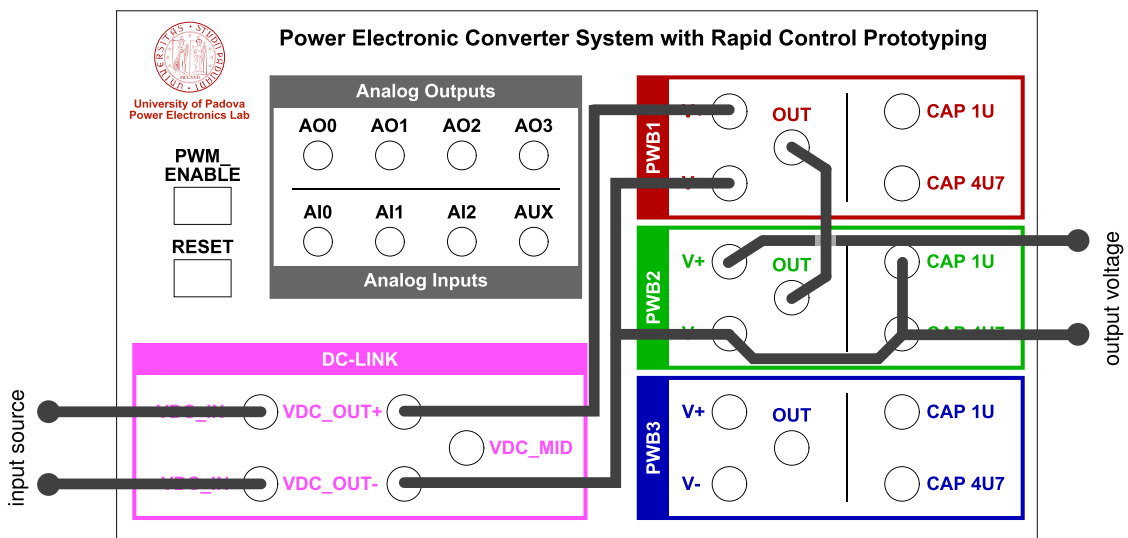 Power Electronic Converter System with Rapid Control Prototyping
University of Padova
Power Electronics Lab
PWM_
ENABLE
RESET
Analog Outputs
AO0 AO1 AO2 AO3
AI0 AI1 AI2 AUX
Analog Inputs
PWB1
OUT
CAP 1U
CAP 4U7
PWB2
V+
OUT
CAP 1U
CAP 4U7
PWB3
V+
OUT
CAP 1U
V-
CAP 4U7
DC-LINK
VDC_OUT+
VDC_MID
VDC_OUT-
input source
output voltage